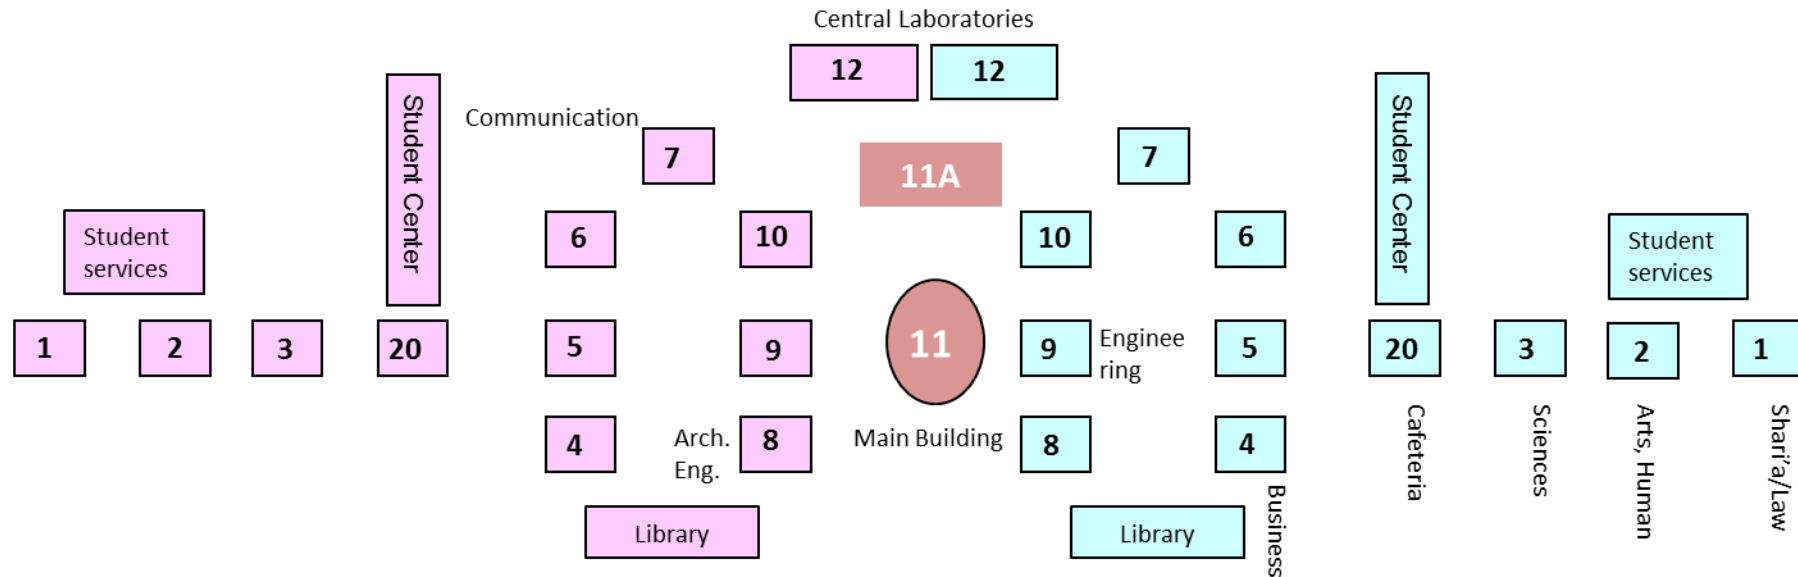 Central Laboratories
12
12
Student Center
Student Center
Communication
7
7
11A
Student
services
Student
services
6
10
10
6
1
2
3
20
5
9
11
9
Enginee
ring
5
20
3
2
1
4
Arch.
Eng.
8
Main Building
8
4
Cafeteria
Sciences
Arts, Human
Shari'a/Law
Business
Library
Library